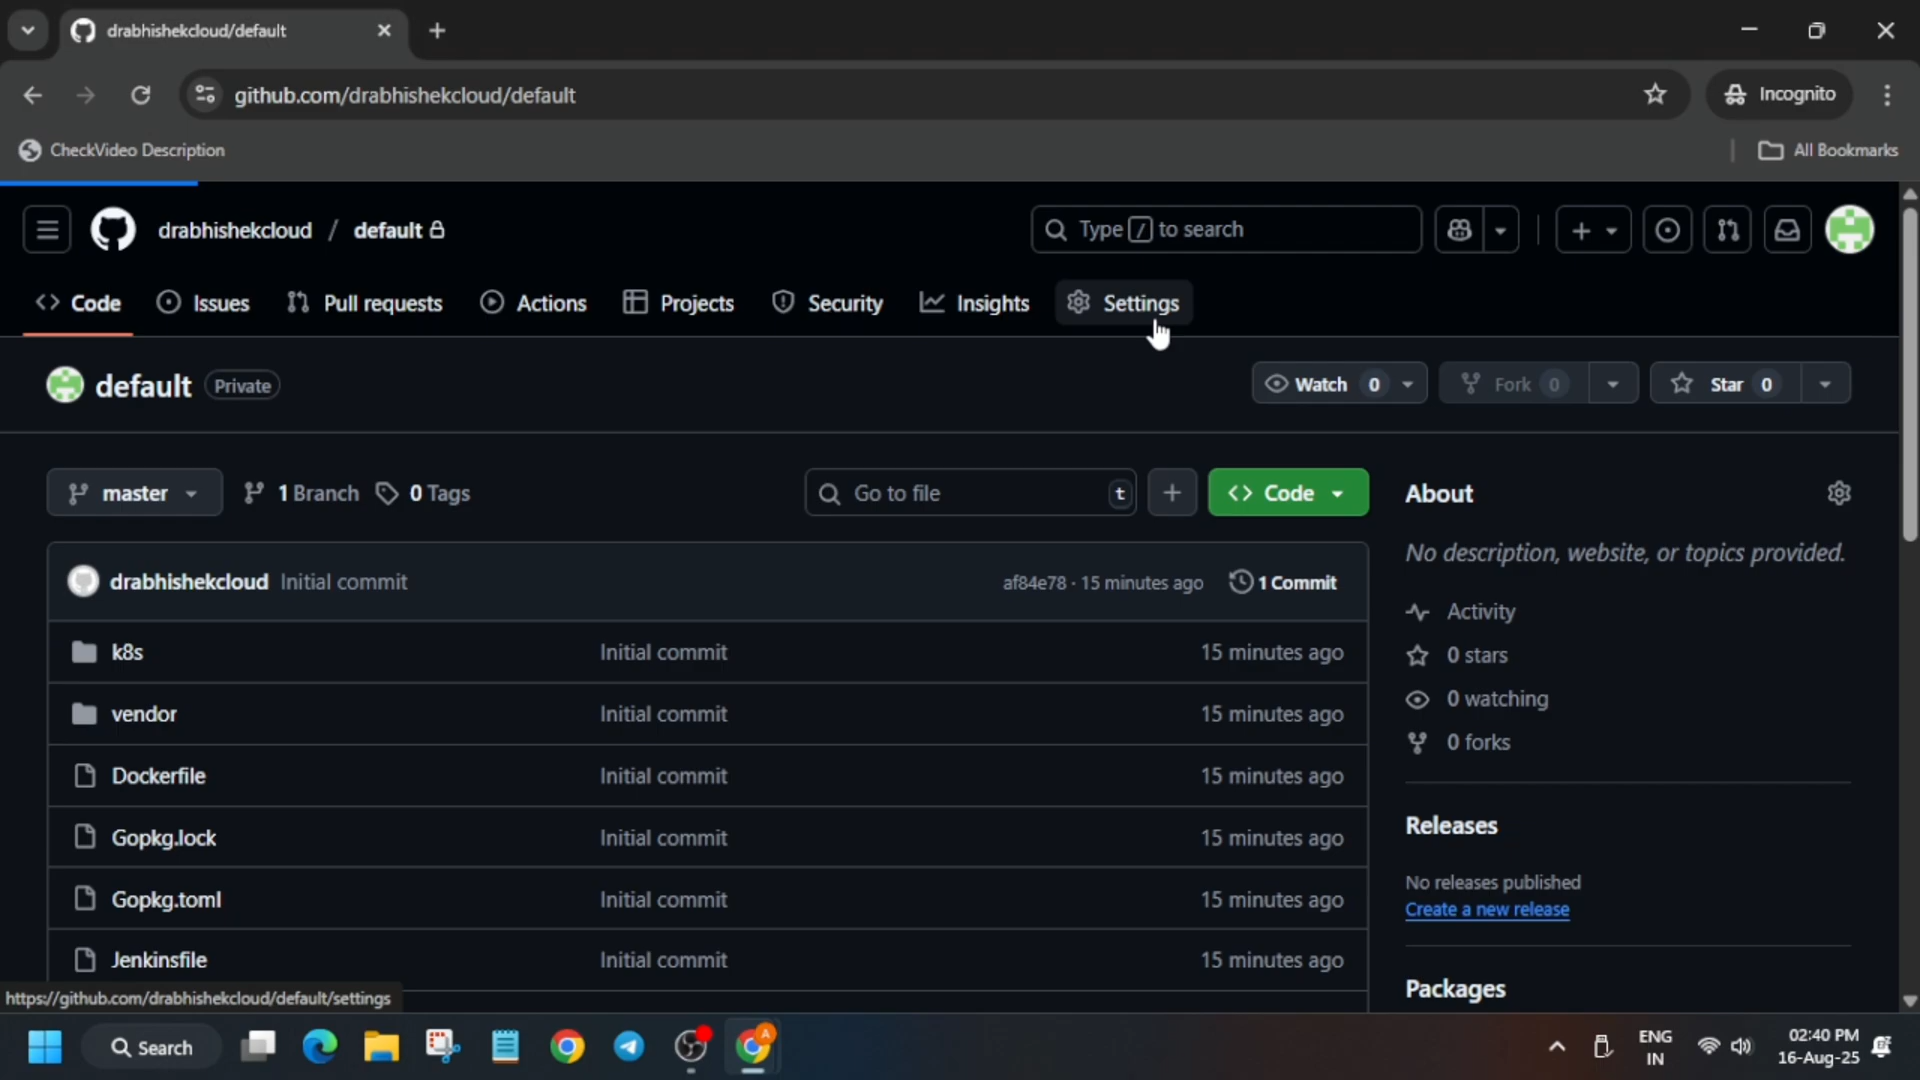 drabhishekcloud/default
github.com/drabhishekcloud/default
Incognito
CheckVideo Description
All Bookmarks
drabhishekcloud / default
Type / to search
Code Issues Pull requests Actions Projects Security Insights Settings
default Private
Watch 0 Fork 0 Star 0
master 1 Branch 0 Tags Go to file t Code
About
No description, website, or topics provided.
drabhishekcloud Initial commit af84e78 · 15 minutes ago 1 Commit
Activity
k8s Initial commit 15 minutes ago
0 stars
0 watching
vendor Initial commit 15 minutes ago
0 forks
Dockerfile Initial commit 15 minutes ago
Releases
Gopkg.lock Initial commit 15 minutes ago
No releases published
Gopkg.toml Initial commit 15 minutes ago
Create a new release
Jenkinsfile Initial commit 15 minutes ago
Packages
https://github.com/drabhishekcloud/default/settings
Search
A
ENG
IN
02:40 PM
16-Aug-25